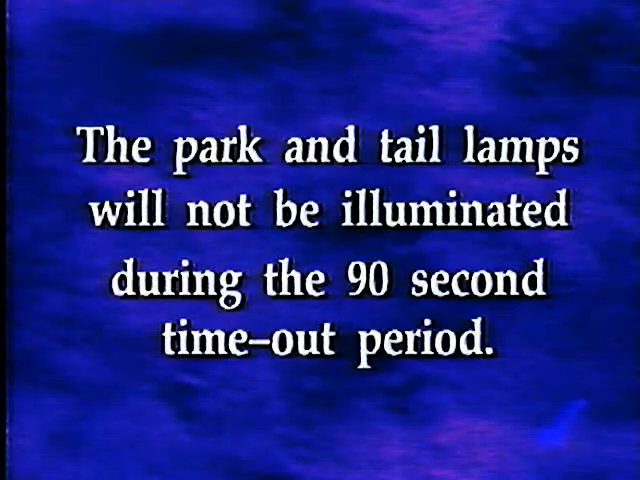 The park and tail lamps
will not be illuminated
during the 90 second
time–out period.